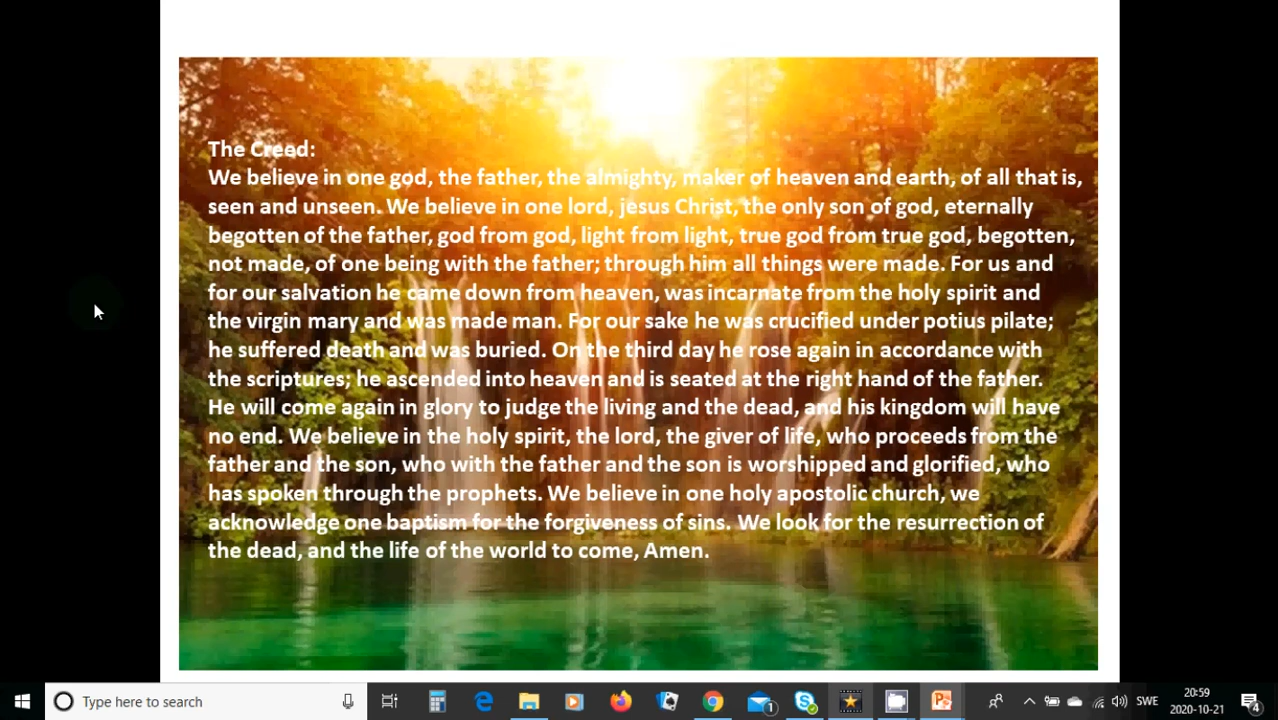 The Creed:
We believe in one god, the father, the almighty, maker of heaven and earth, of all that is,
seen and unseen. We believe in one lord, jesus Christ, the only son of god, eternally
begotten of the father, god from god, light from light, true god from true god, begotten,
not made, of one being with the father; through him all things were made. For us and
for our salvation he came down from heaven, was incarnate from the holy spirit and
the virgin mary and was made man. For our sake he was crucified under potius pilate;
he suffered death and was buried. On the third day he rose again in accordance with
the scriptures; he ascended into heaven and is seated at the right hand of the father.
He will come again in glory to judge the living and the dead, and his kingdom will have
no end. We believe in the holy spirit, the lord, the giver of life, who proceeds from the
father and the son, who with the father and the son is worshipped and glorified, who
has spoken through the prophets. We believe in one holy apostolic church, we
acknowledge one baptism for the forgiveness of sins. We look for the resurrection of
the dead, and the life of the world to come, Amen.
Type here to search
1
SWE
20:59
2020-10-21
4